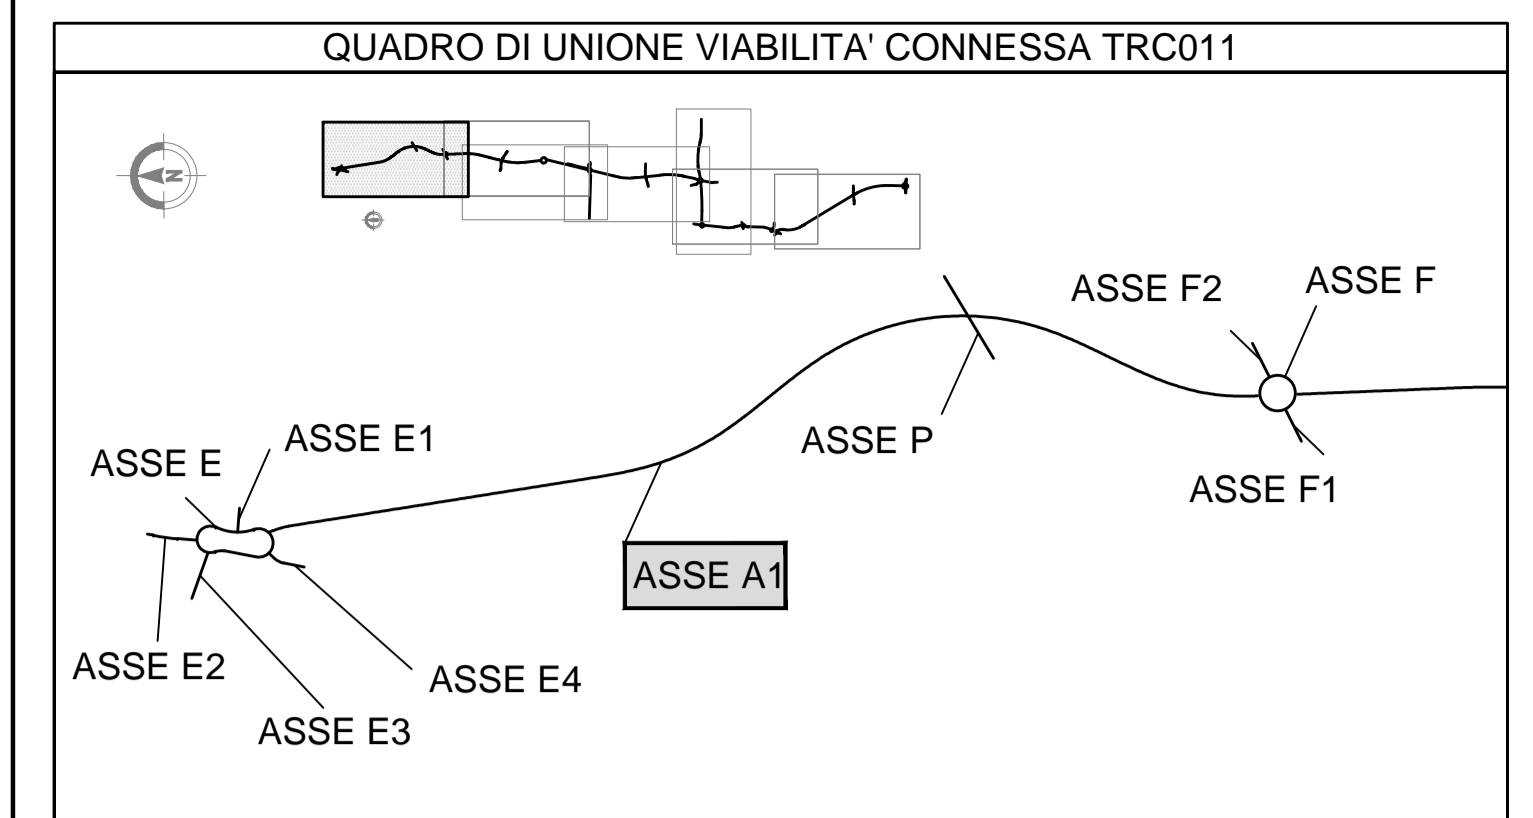 QUADRO DI UNIONE VIABILITA' CONNESSA TRC011
N
ASSE F2
ASSE F
ASSE E1
ASSE E
ASSE P
ASSE F1
ASSE A1
ASSE E2
ASSE E4
ASSE E3